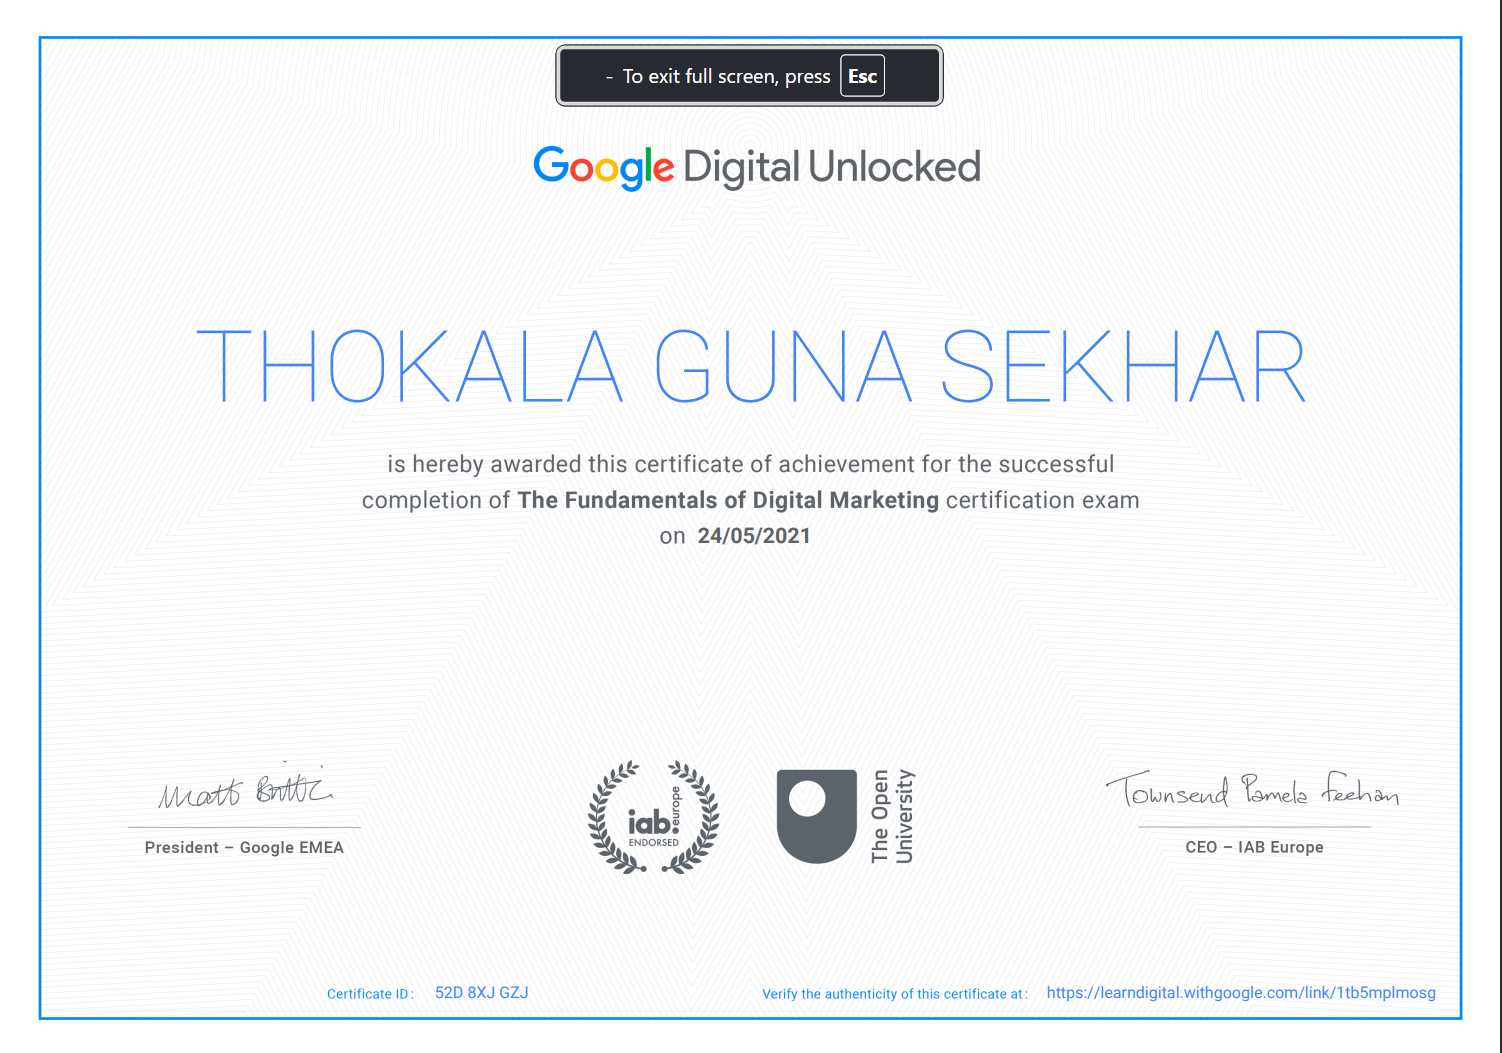 - To exit full screen, press Esc
Google Digital Unlocked
THOKALA GUNA SEKHAR
is hereby awarded this certificate of achievement for the successful
completion of The Fundamentals of Digital Marketing certification exam
on 24/05/2021
Matt Brittin
President – Google EMEA
iab. europe
ENDORSED
The Open
University
Townsend Pamela Feehan
CEO – IAB Europe
Certificate ID : 52D 8XJ GZJ
Verify the authenticity of this certificate at : https://learndigital.withgoogle.com/link/1tb5mplmosg